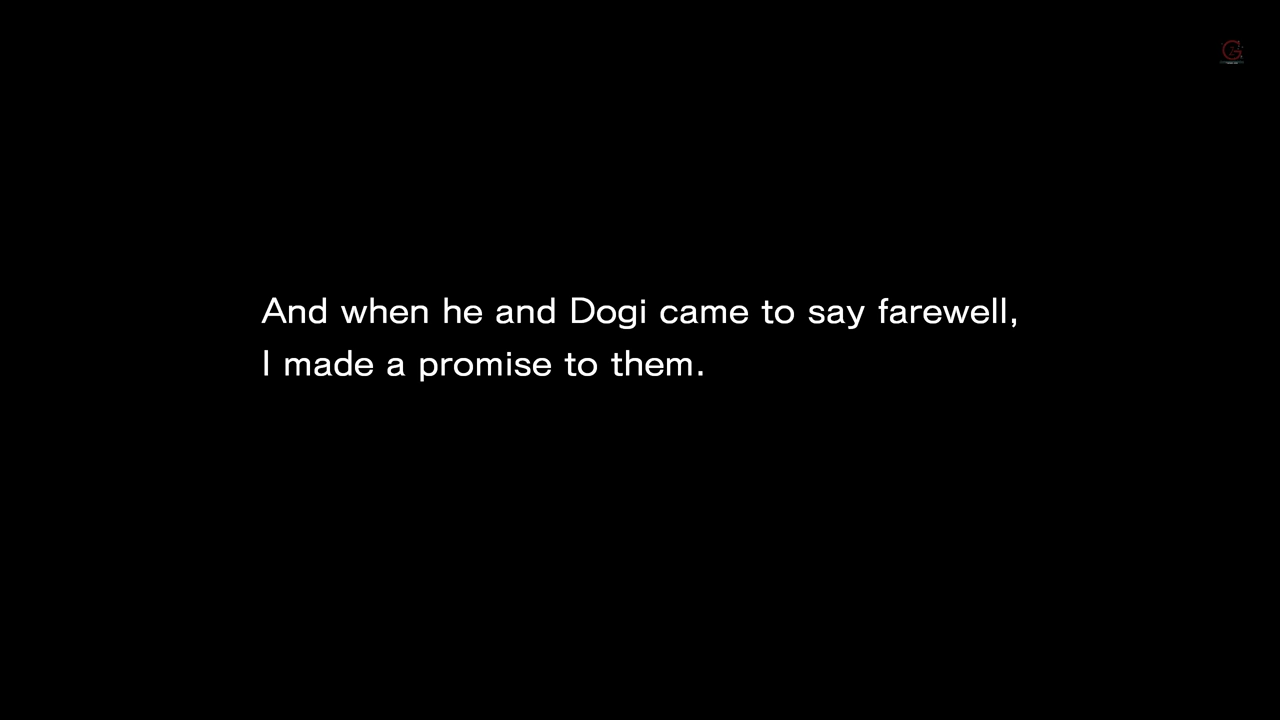 And when he and Dogi came to say farewell,
I made a promise to them.